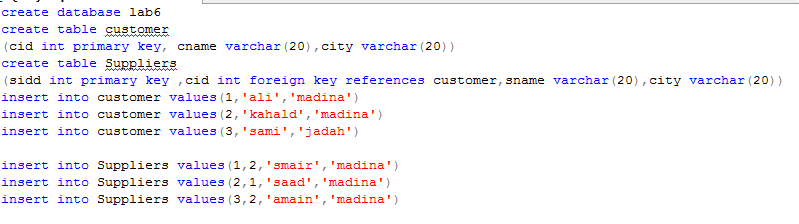 create database lab6
create table customer
(cid int primary key, cname varchar(20),city varchar(20))
create table Suppliers
(sidd int primary key ,cid int foreign key references customer,sname varchar(20),city varchar(20))
insert into customer values(1,'ali','madina')
insert into customer values(2,'kahald','madina')
insert into customer values(3,'sami','jadah')
insert into Suppliers values(1,2,'smair','madina')
insert into Suppliers values(2,1,'saad','madina')
insert into Suppliers values(3,2,'amain','madina')